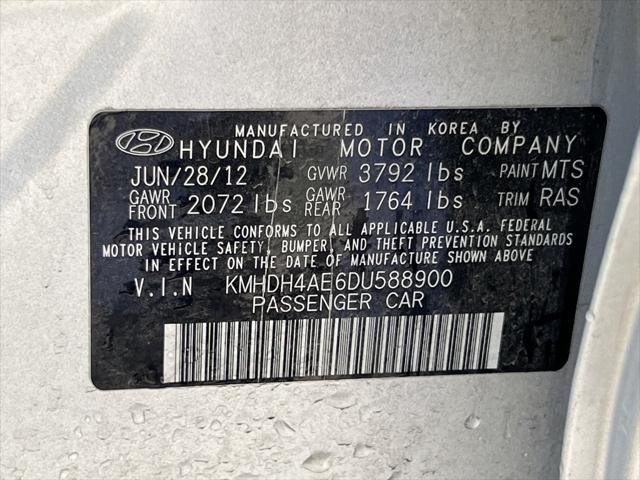 MANUFACTURED IN KOREA BY
HYUNDAI MOTOR COMPANY
JUN/28/12 GVWR 3792 lbs PAINT MTS
GAWR FRONT 2072 lbs GAWR REAR 1764 lbs TRIM RAS
THIS VEHICLE CONFORMS TO ALL APPLICABLE U.S.A. FEDERAL
MOTOR VEHICLE SAFETY, BUMPER, AND THEFT PREVENTION STANDARDS
IN EFFECT ON THE DATE OF MANUFACTURE SHOWN ABOVE.
V.I.N KMHDH4AE6DU588900
PASSENGER CAR